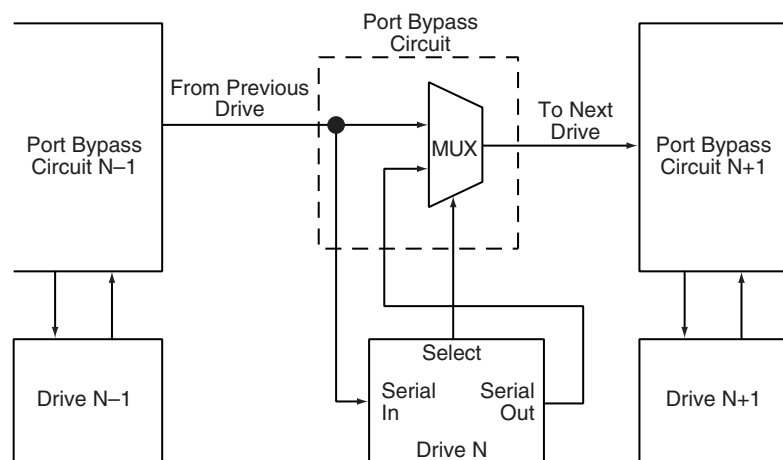 Port Bypass
Circuit
From Previous
Drive
To Next
Drive
Port Bypass
Circuit N–1
MUX
Port Bypass
Circuit N+1
Select
Drive N–1
Serial
In
Serial
Out
Drive N+1
Drive N